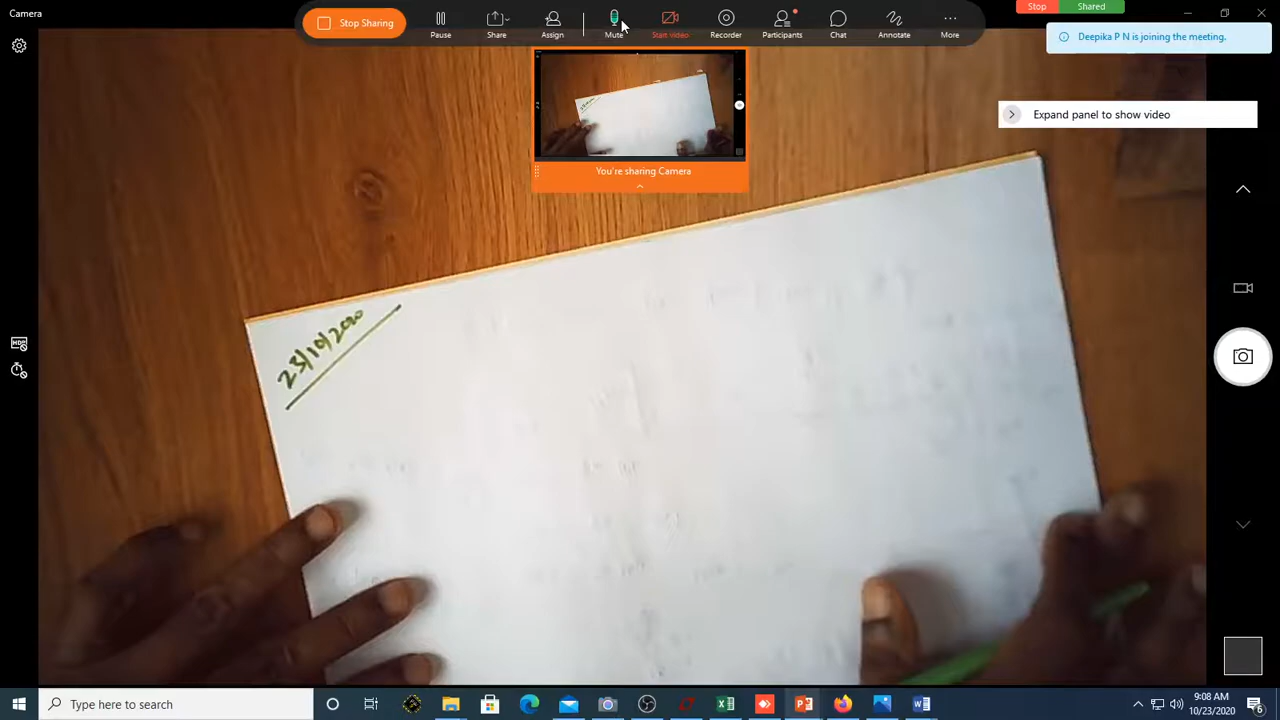 Camera
Stop Sharing
Pause
Share
Assign
Mute
Start video
Recorder
Participants
Chat
Annotate
More
Stop
Shared
Deepika P N is joining the meeting.
Expand panel to show video
You're sharing Camera
23/10/2020
Type here to search
9:08 AM
10/23/2020
6